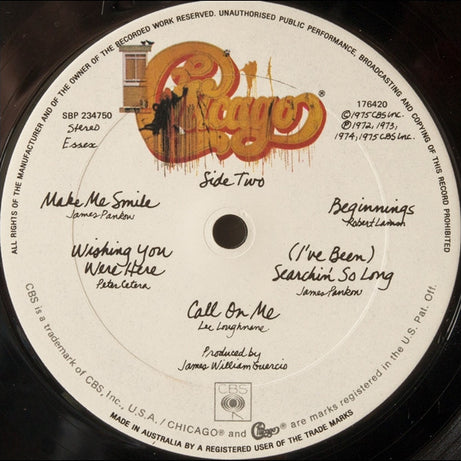 ALL RIGHTS OF THE MANUFACTURER AND OF THE OWNER OF THE RECORDED WORK RESERVED. UNAUTHORISED PUBLIC PERFORMANCE, BROADCASTING AND COPYING OF THIS RECORD PROHIBITED
Chicago®
SBP 234750
Stereo
Essex
176420
©1975 CBS Inc.
℗1972, 1973,
1974, 1975 CBS Inc.
Side Two
Make Me Smile
James Pankow
Beginnings
Robert Lamm
Wishing You
Were Here
Peter Cetera
(I've Been)
Searchin' So Long
James Pankow
Call On Me
Lee Loughnane
Produced by
James William Guercio
CBS
CBS is a trademark of CBS, Inc., U.S.A. / CHICAGO® and Chicago® are marks registered in the U.S. Pat. Off.
MADE IN AUSTRALIA BY A REGISTERED USER OF THE TRADE MARKS